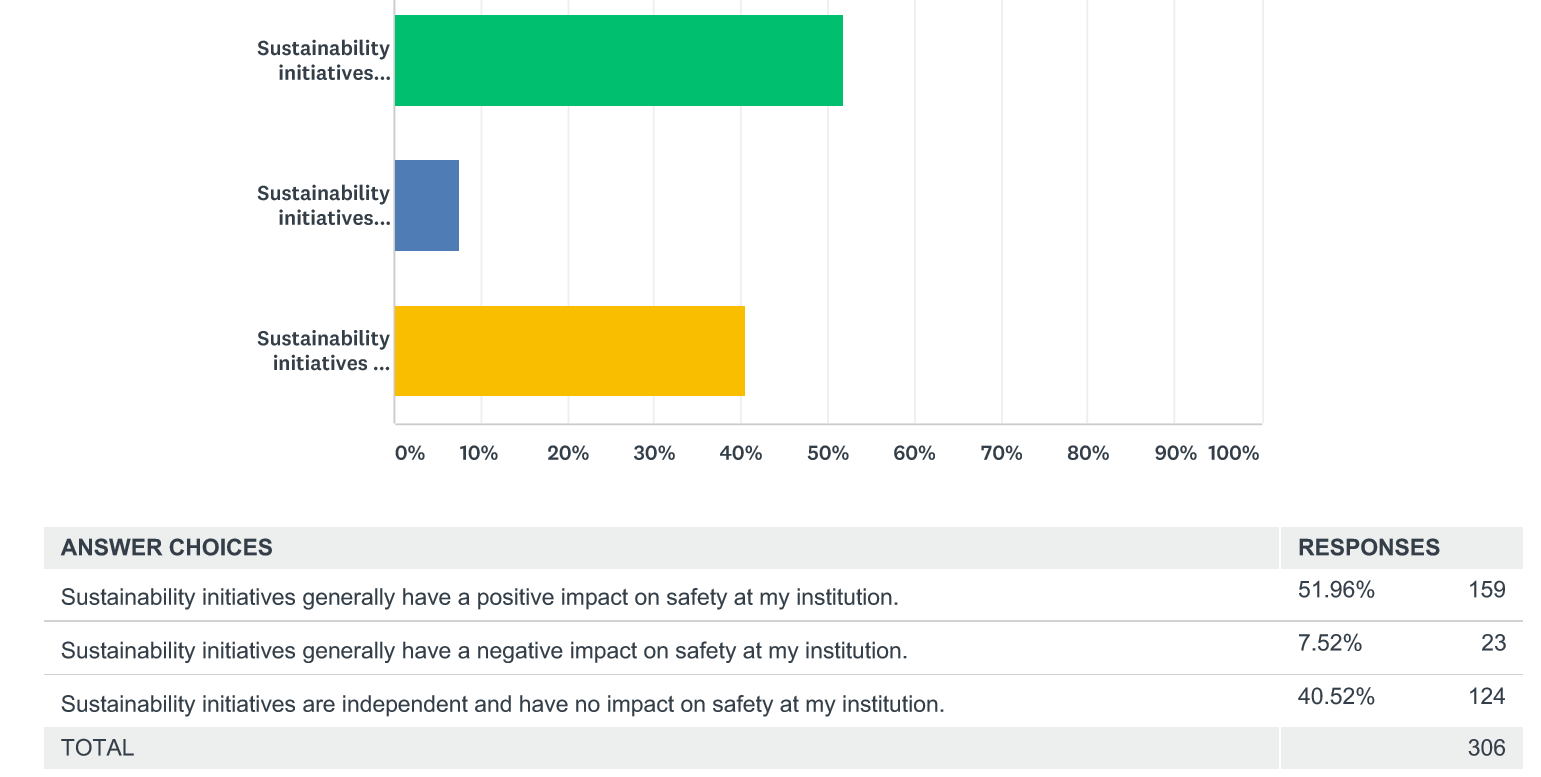 Sustainability
initiatives...
Sustainability
initiatives...
Sustainability
initiatives ...
0% 10% 20% 30% 40% 50% 60% 70% 80% 90% 100%
ANSWER CHOICES RESPONSES
Sustainability initiatives generally have a positive impact on safety at my institution. 51.96% 159
Sustainability initiatives generally have a negative impact on safety at my institution. 7.52% 23
Sustainability initiatives are independent and have no impact on safety at my institution. 40.52% 124
TOTAL 306